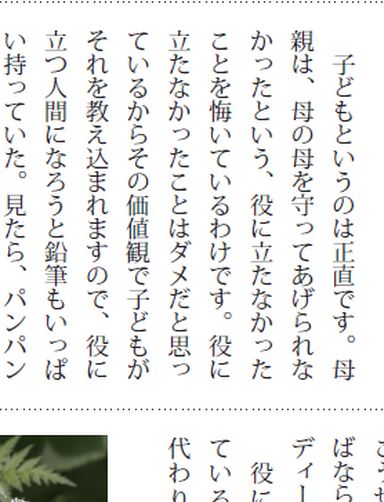 子どもというのは正直です。母
親は、母の母を守ってあげられな
かったという、役に立たなかった
ことを悔いているわけです。役に
立たなかったことはダメだと思っ
ているからその価値観で子どもが
それを教え込まれますので、役に
立つ人間になろうと鉛筆もいっぱ
い持っていた。見たら、パンパン
ばなら
ディー
役に
ている
代わり